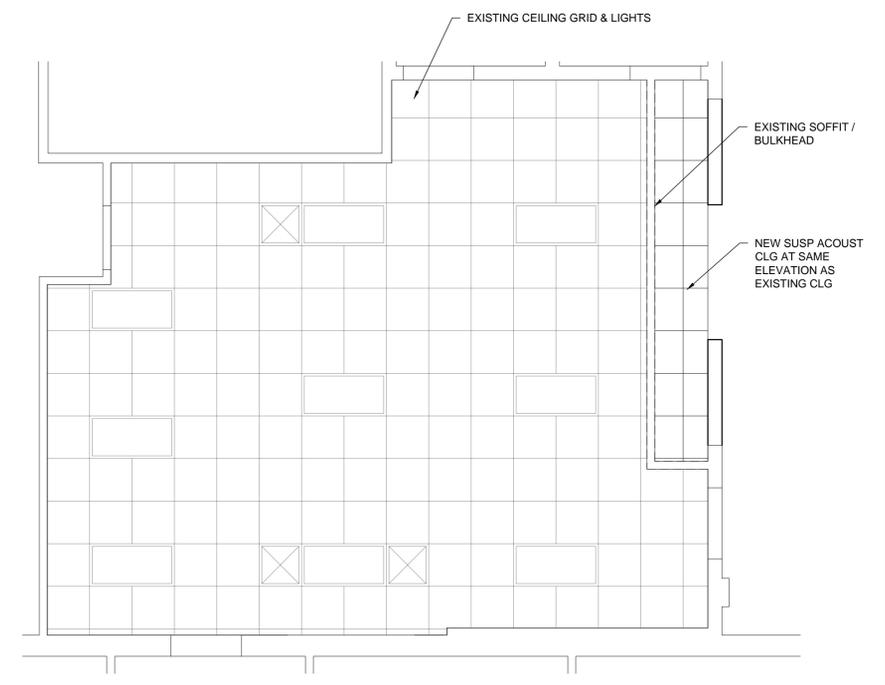 EXISTING CEILING GRID & LIGHTS
EXISTING SOFFIT /
BULKHEAD
NEW SUSP ACOUST
CLG AT SAME
ELEVATION AS
EXISTING CLG